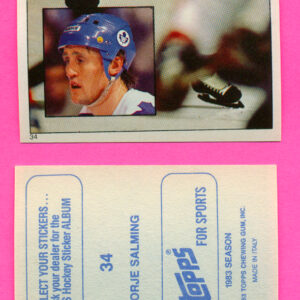 34
LECT YOUR STICKERS...
k your dealer for the
S Hockey Sticker ALBUM
34
ORJE SALMING
TOPPS
FOR SPORTS
1983 SEASON
TOPPS CHEWING GUM, INC.
MADE IN ITALY